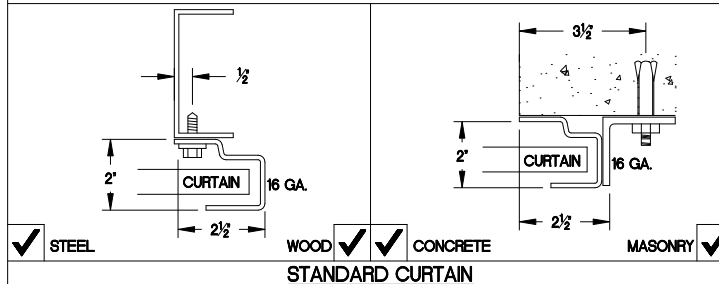 ½"
2"
CURTAIN
16 GA.
2½"
STEEL
WOOD
3½"
2"
CURTAIN
16 GA.
2½"
CONCRETE
MASONRY
STANDARD CURTAIN